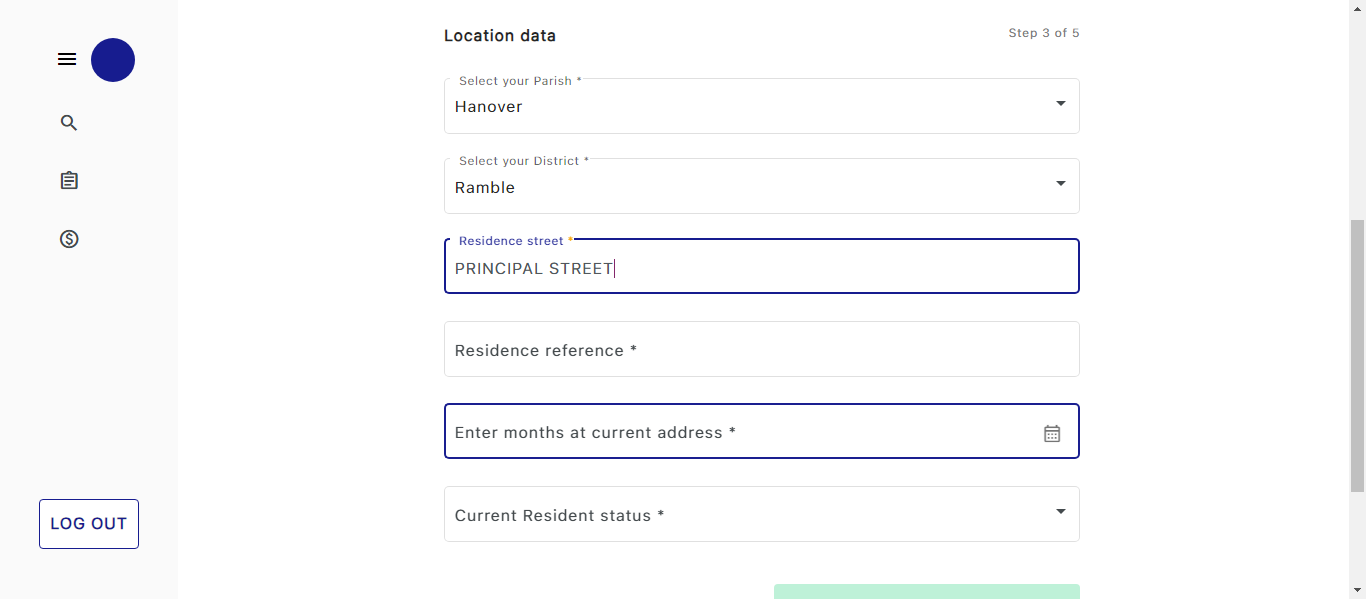 Location data
Step 3 of 5
Select your Parish *
Hanover
Select your District *
Ramble
Residence street *
PRINCIPAL STREET
Residence reference *
Enter months at current address *
Current Resident status *
LOG OUT